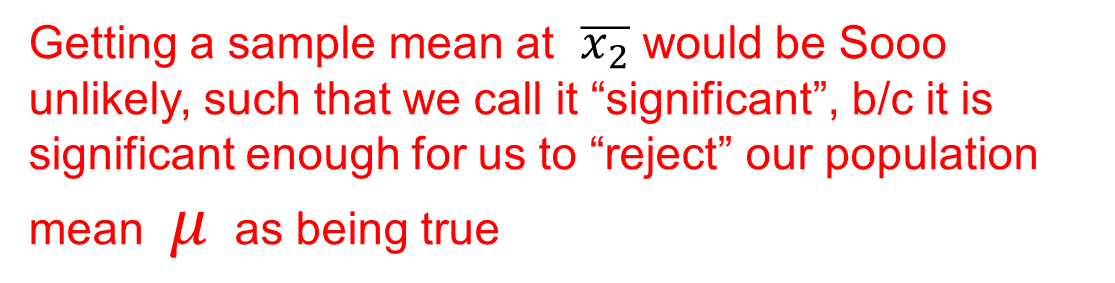 Getting a sample mean at x̄₂ would be Sooo
unlikely, such that we call it “significant”, b/c it is
significant enough for us to “reject” our population
mean μ as being true